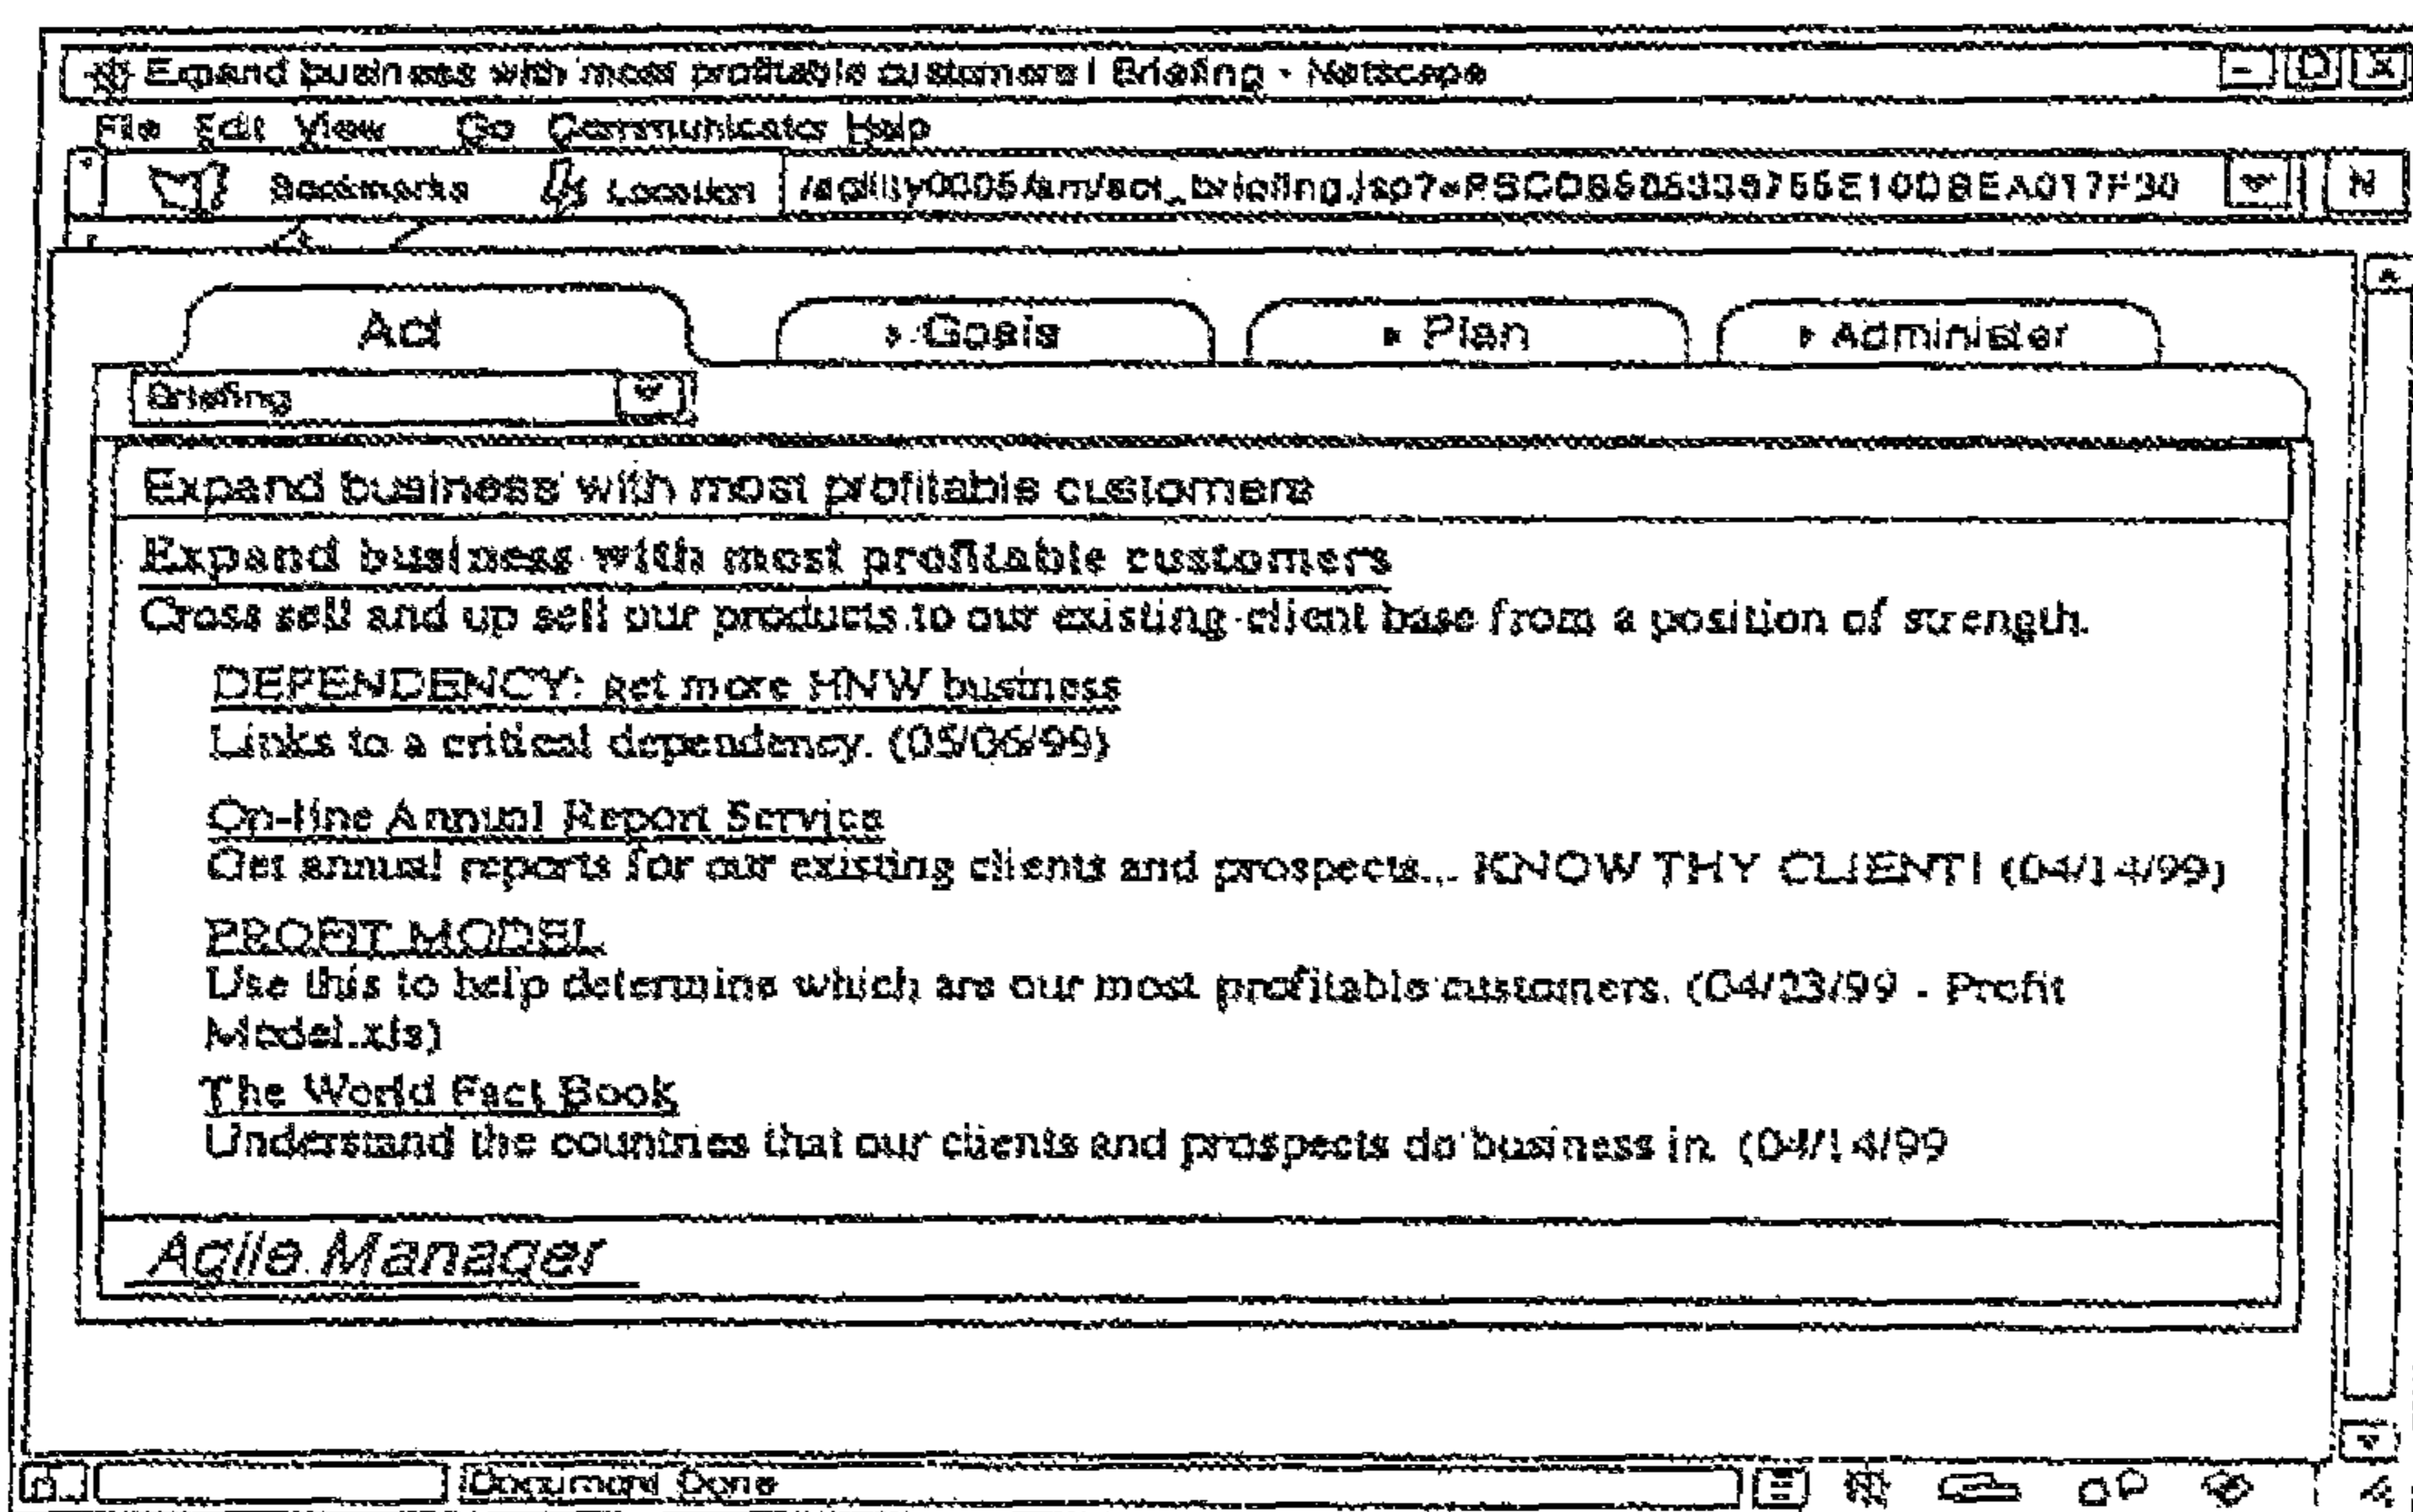 Expand business with most profitable customers | Briefing - Netscape
File Edit View Go Communicator Help
Bookmarks Location
Act Goals Plan Administer
Briefing
Expand business with most profitable customers
Expand business with most profitable customers
Cross sell and up sell our products to our existing client base from a position of strength.
DEPENDENCY: get more HNW business
Links to a critical dependency. (05/06/99)
On-line Annual Report Service
Get annual reports for our existing clients and prospects... KNOW THY CLIENT! (04/14/99)
PROFIT MODEL
Use this to help determine which are our most profitable customers. (04/23/99 - Profit
Model.xls)
The World Fact Book
Understand the countries that our clients and prospects do business in. (04/14/99
Agile Manager
Document Done